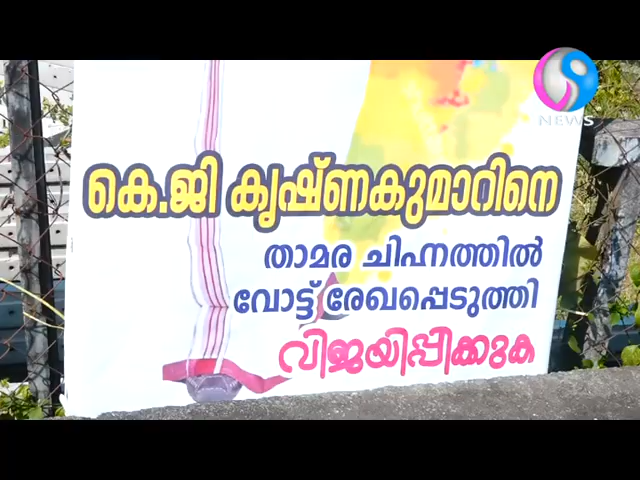 NEWS
കെ.ജി കൃഷ്ണകുമാറിനെ
താമര ചിഹ്നത്തിൽ
വോട്ട് രേഖപ്പെടുത്തി
വിജയിപ്പിക്കുക